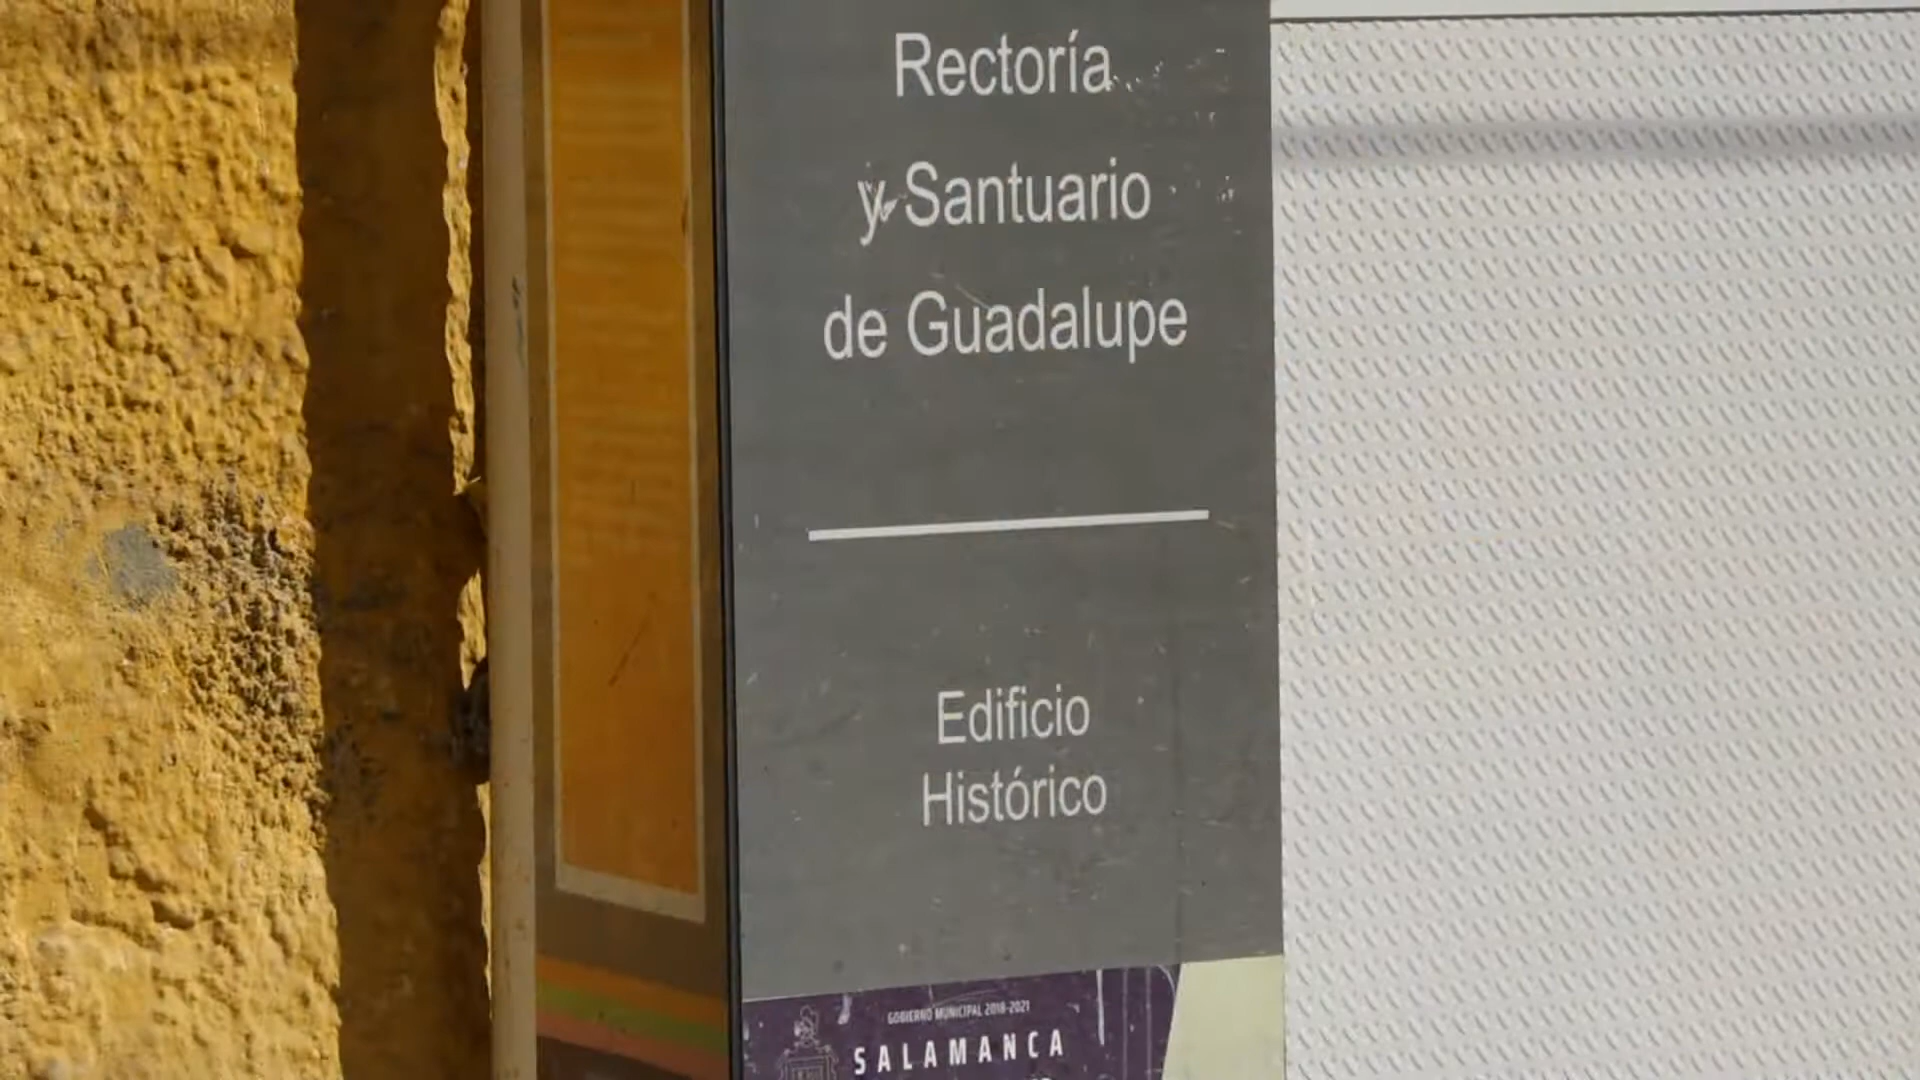 Rectoría
y Santuario
de Guadalupe
Edificio
Histórico
GOBIERNO MUNICIPAL 2018-2021
SALAMANCA